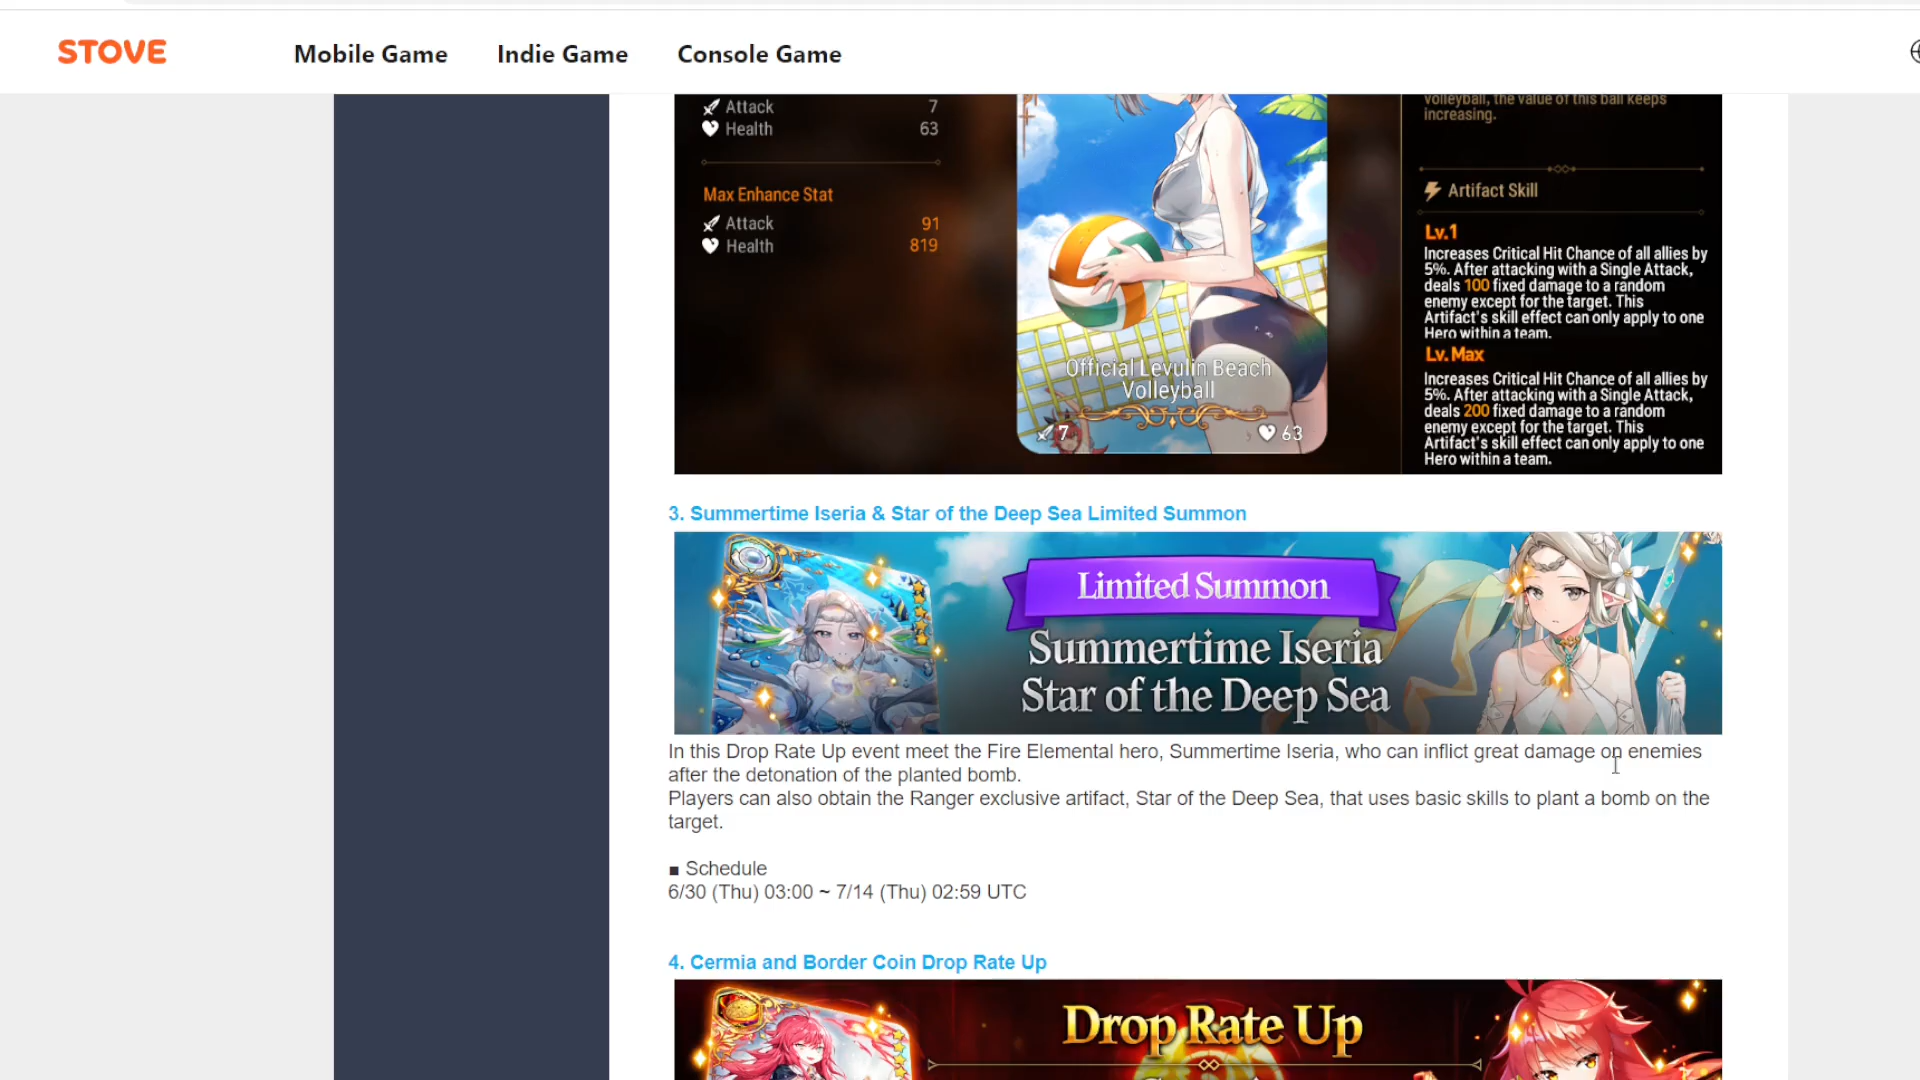 STOVE
Mobile Game
Indie Game
Console Game
Attack 7
Health 63
Max Enhance Stat
Attack 91
Health 819
Official Levulin Beach
Volleyball
7
63
volleyball, the value of this ball keeps
increasing.
Artifact Skill
Lv.1
Increases Critical Hit Chance of all allies by
5%. After attacking with a Single Attack,
deals 100 fixed damage to a random
enemy except for the target. This
Artifact's skill effect can only apply to one
Hero within a team.
Lv.Max
Increases Critical Hit Chance of all allies by
5%. After attacking with a Single Attack,
deals 200 fixed damage to a random
enemy except for the target. This
Artifact's skill effect can only apply to one
Hero within a team.
3. Summertime Iseria & Star of the Deep Sea Limited Summon
Limited Summon
Summertime Iseria
Star of the Deep Sea
In this Drop Rate Up event meet the Fire Elemental hero, Summertime Iseria, who can inflict great damage on enemies
after the detonation of the planted bomb.
Players can also obtain the Ranger exclusive artifact, Star of the Deep Sea, that uses basic skills to plant a bomb on the
target.
■ Schedule
6/30 (Thu) 03:00 ~ 7/14 (Thu) 02:59 UTC
4. Cermia and Border Coin Drop Rate Up
Drop Rate Up